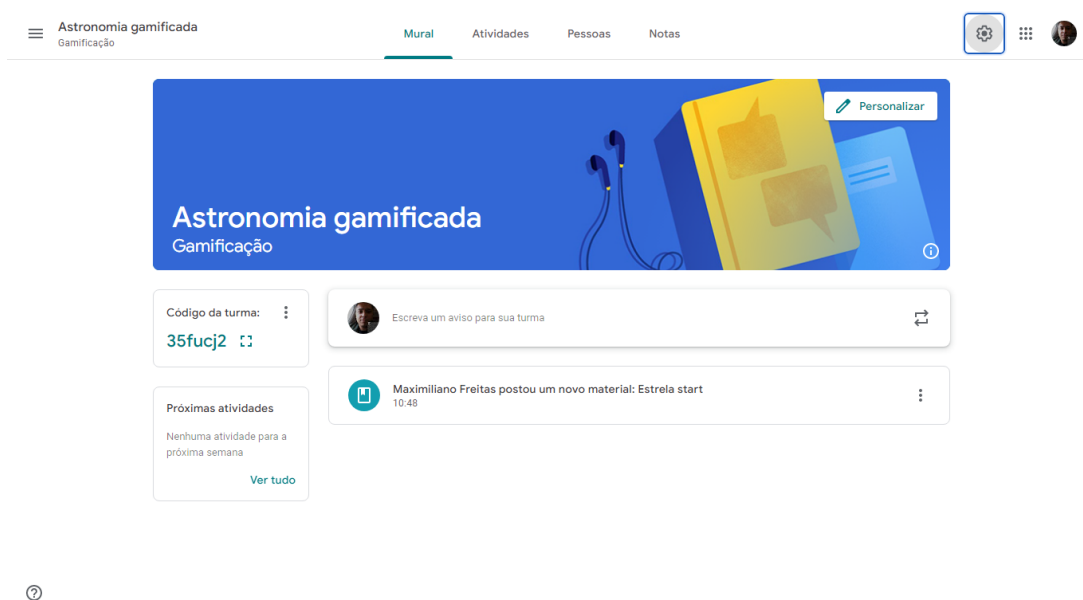 Astronomia gamificada
Gamificação
Mural
Atividades
Pessoas
Notas
Personalizar
Astronomia gamificada
Gamificação
Código da turma:
35fucj2
Escreva um aviso para sua turma
Maximiliano Freitas postou um novo material: Estrela start
10:48
Próximas atividades
Nenhuma atividade para a
próxima semana
Ver tudo